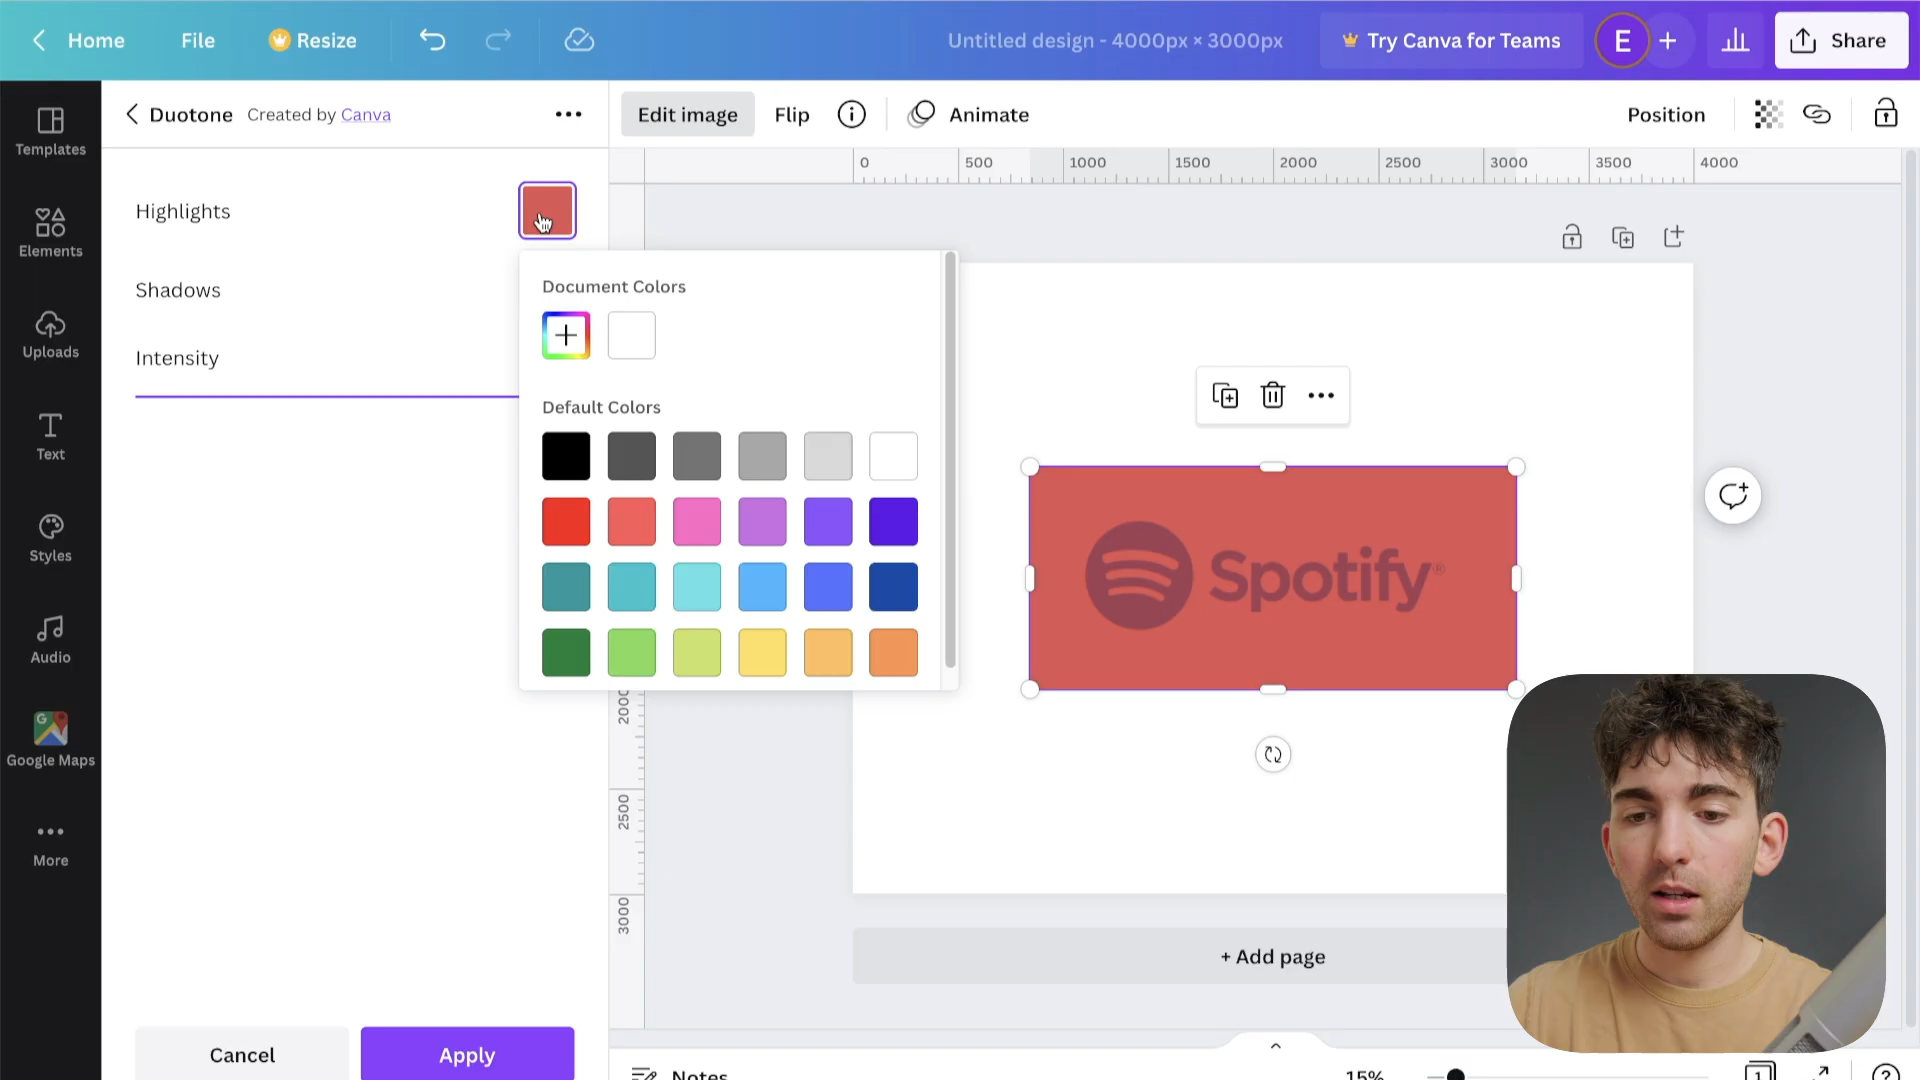 Home File Resize Untitled design - 4000px × 3000px Try Canva for Teams E + Share
Duotone Created by Canva
Edit image Flip Animate Position
0 500 1000 1500 2000 2500 3000 3500 4000
Templates
Elements
Uploads
Text
Styles
Audio
G
Google Maps
More
Highlights
Shadows
Intensity
Document Colors
Default Colors
Spotify®
2000
2500
3000
+ Add page
Cancel Apply
Notes 15% 1 ?